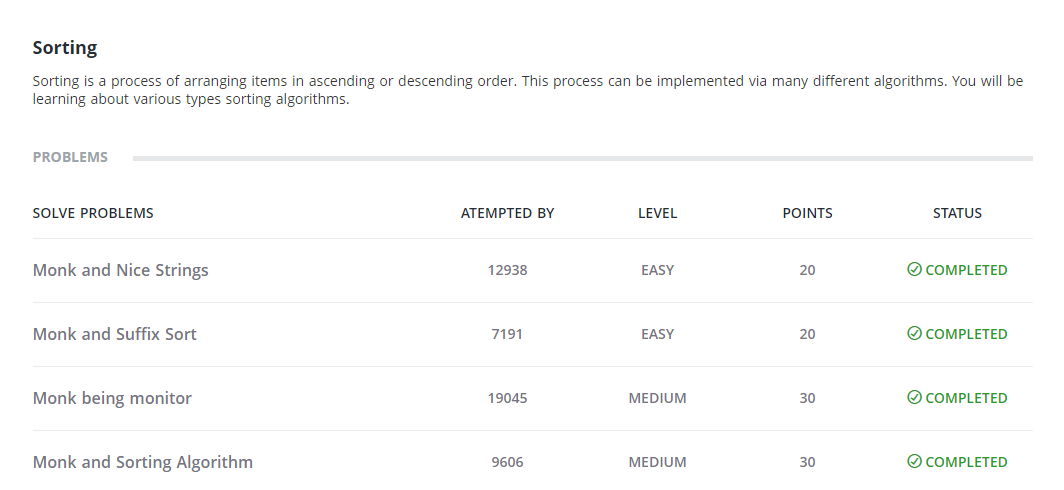 Sorting
Sorting is a process of arranging items in ascending or descending order. This process can be implemented via many different algorithms. You will be
learning about various types sorting algorithms.
PROBLEMS
SOLVE PROBLEMS ATEMPTED BY LEVEL POINTS STATUS
Monk and Nice Strings 12938 EASY 20 COMPLETED
Monk and Suffix Sort 7191 EASY 20 COMPLETED
Monk being monitor 19045 MEDIUM 30 COMPLETED
Monk and Sorting Algorithm 9606 MEDIUM 30 COMPLETED